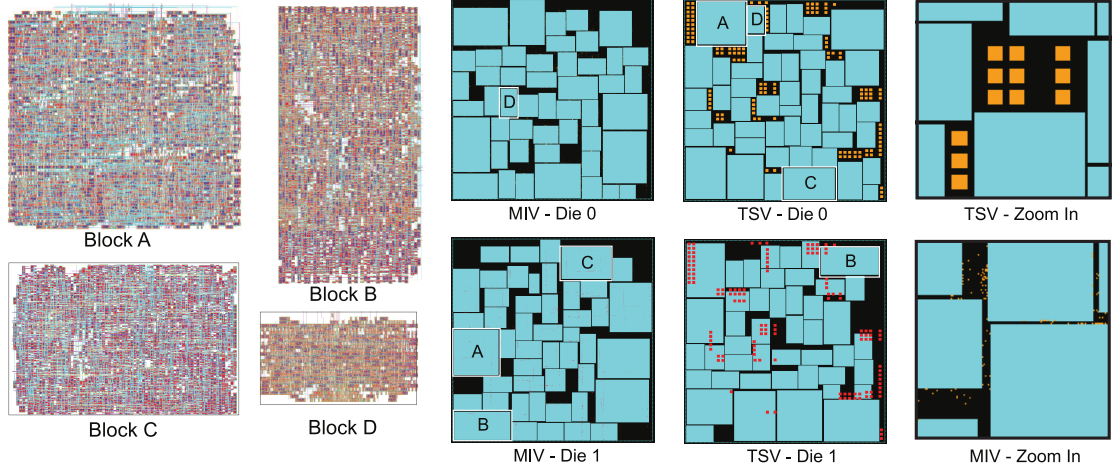 Block A
Block B
Block C
Block D
D
MIV - Die 0
A
D
C
TSV - Die 0
TSV - Zoom In
C
A
B
MIV - Die 1
B
TSV - Die 1
MIV - Zoom In